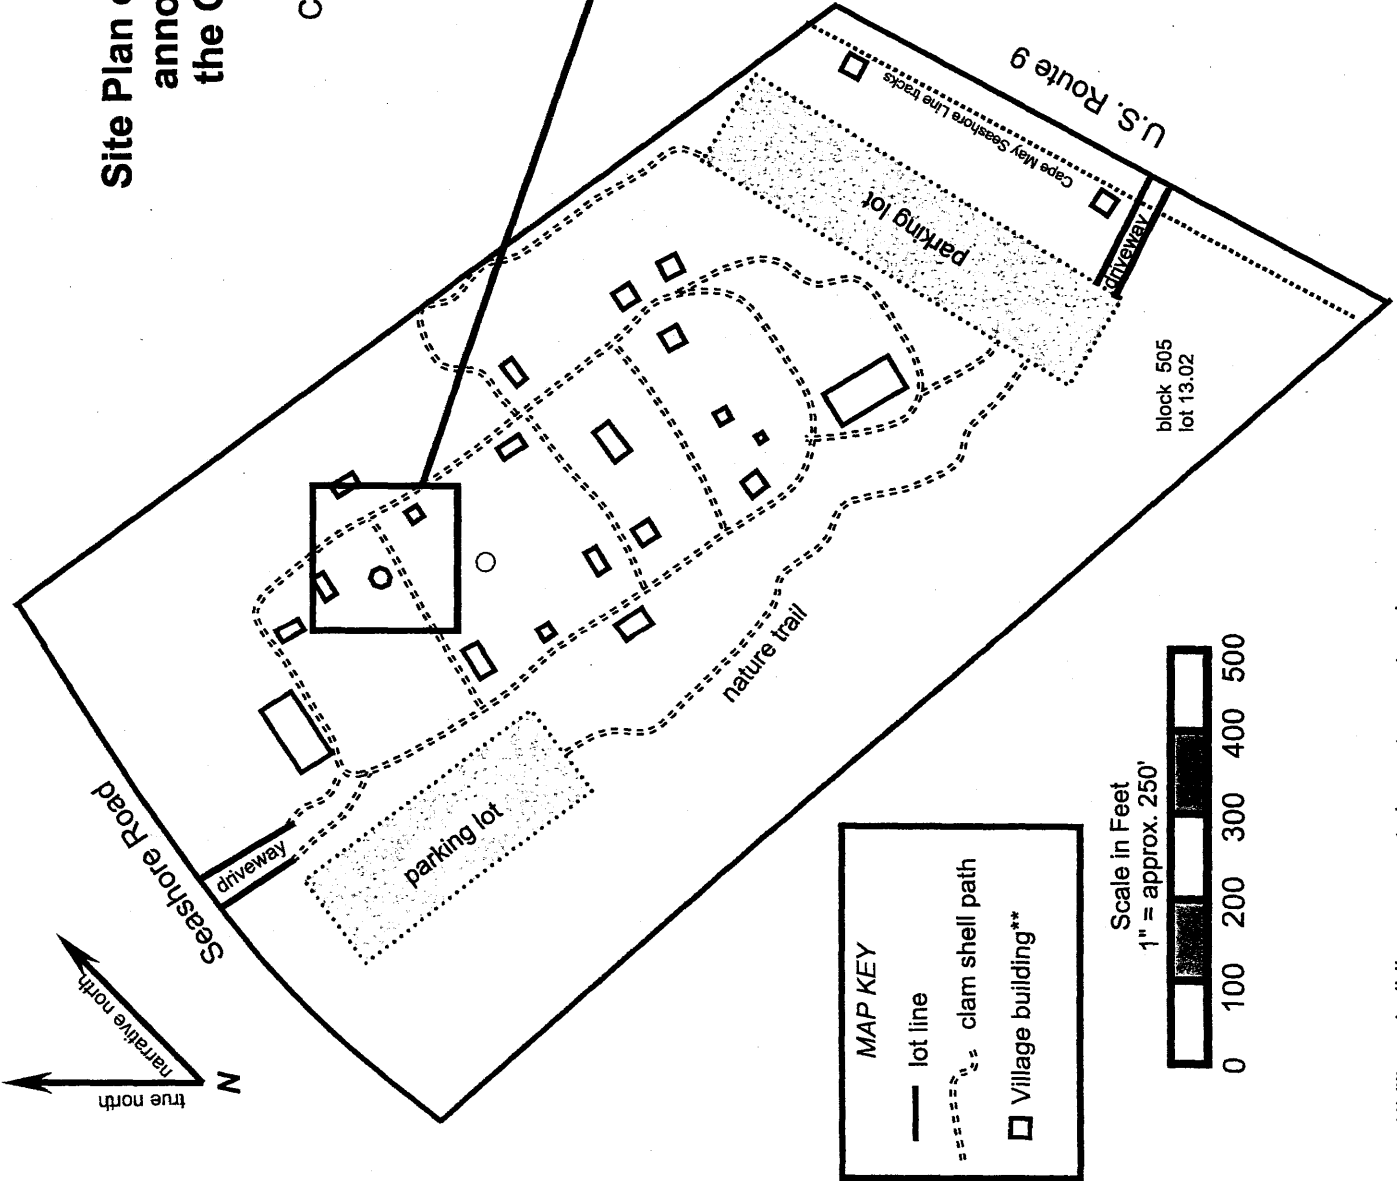 Site Plan
anno
the
C
Seashore Road
driveway
parking lot
nature trail
parking lot
driveway
Cape May Seashore Line tracks
U.S. Route 9
block 505
lot 13.02
true north
narrative north
N
MAP KEY
lot line
clam shell path
Village building**
Scale in Feet
1" = approx. 250'
0 100 200 300 400 500